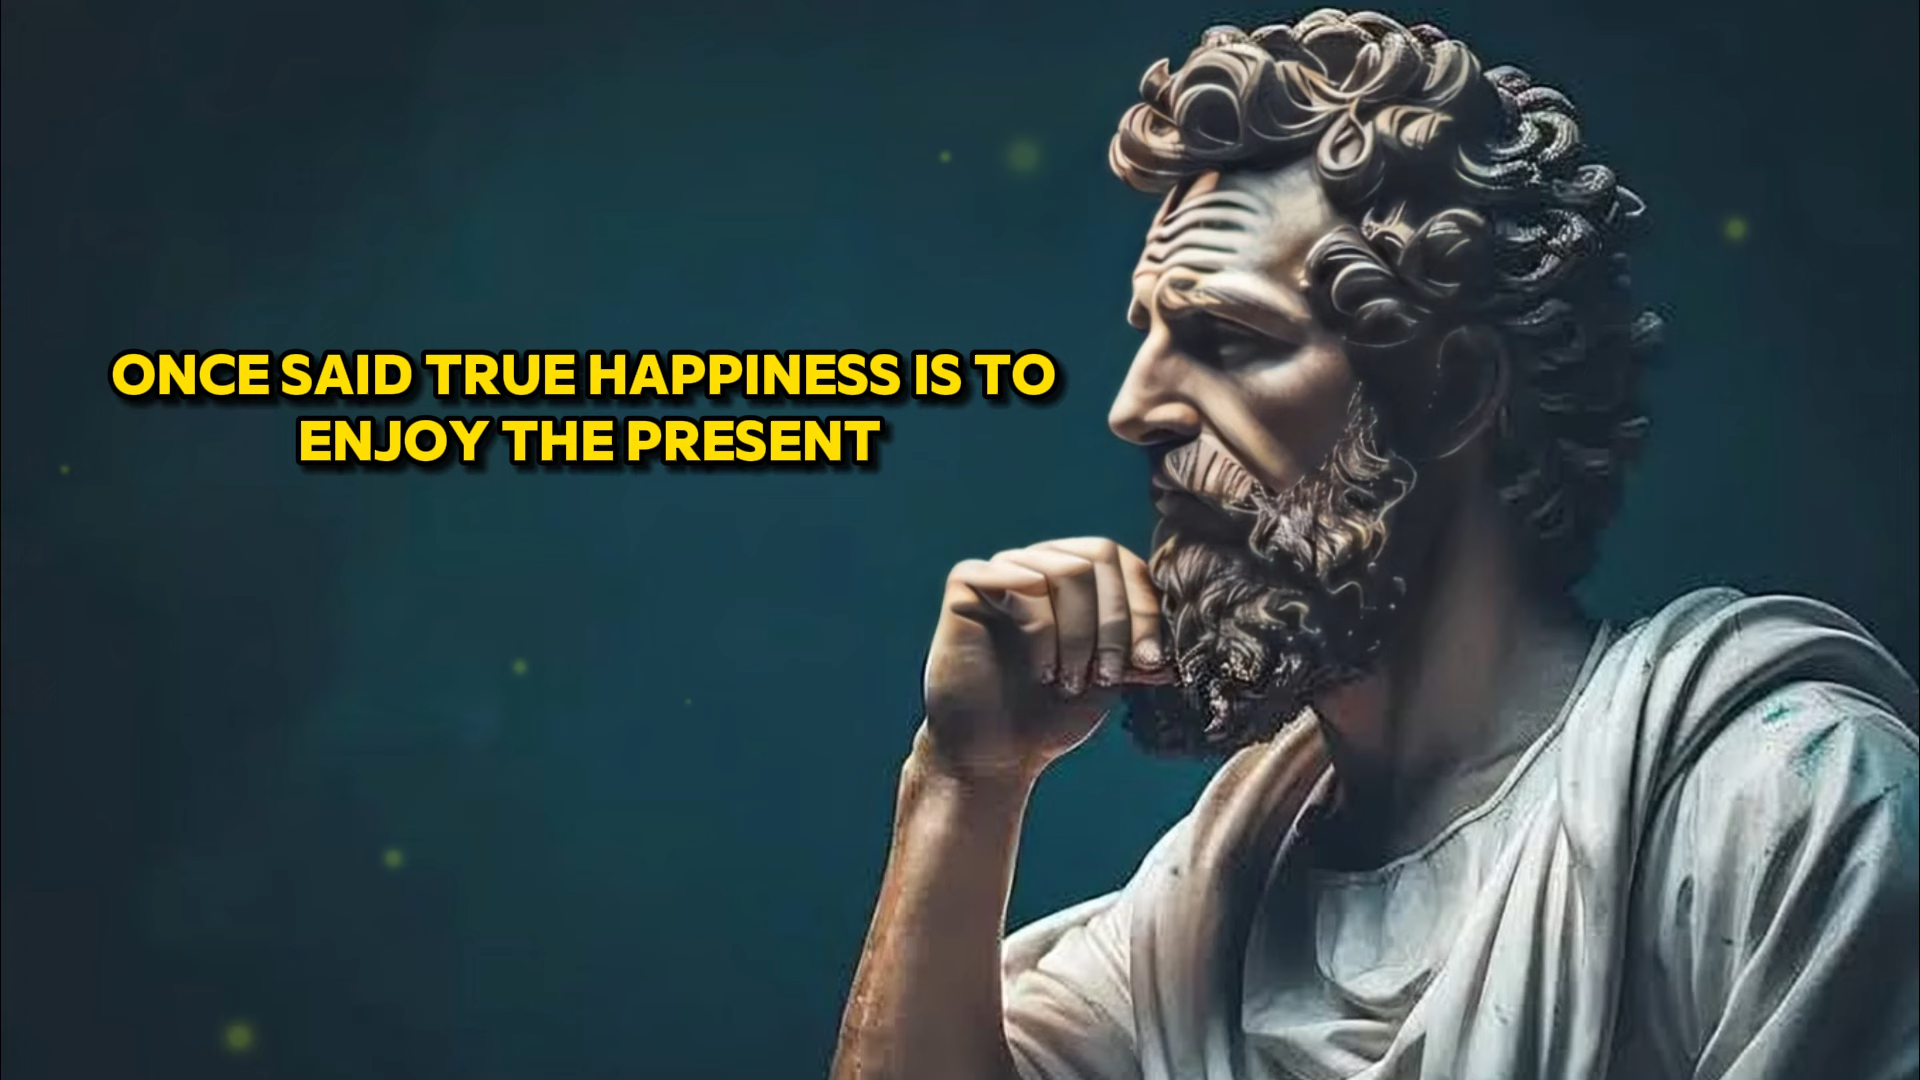 ONCE SAID TRUE HAPPINESS IS TO
ENJOY THE PRESENT